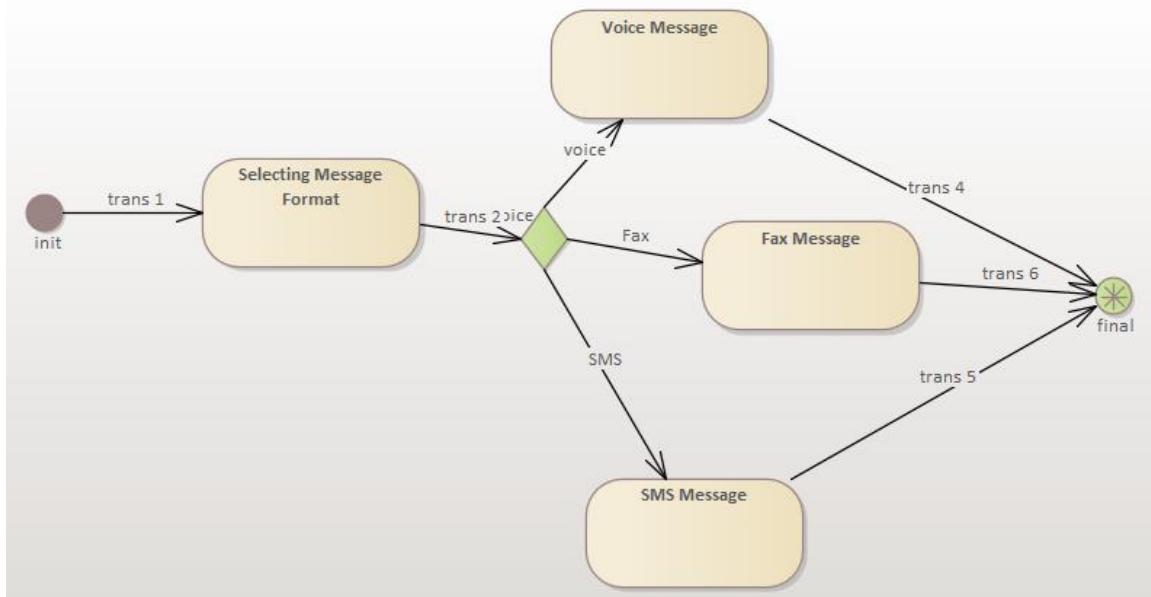 Voice Message
voice
Selecting Message
Format
trans 1
init
trans 2
Fax
Fax Message
trans 4
trans 6
final
SMS
trans 5
SMS Message